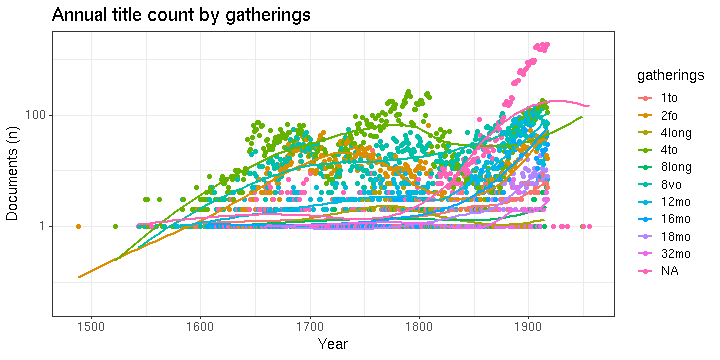 Annual title count by gatherings
Documents (n)
100
1
1500
1600
1700
1800
1900
Year
gatherings
1to
2fo
4long
4to
8long
8vo
12mo
16mo
18mo
32mo
NA